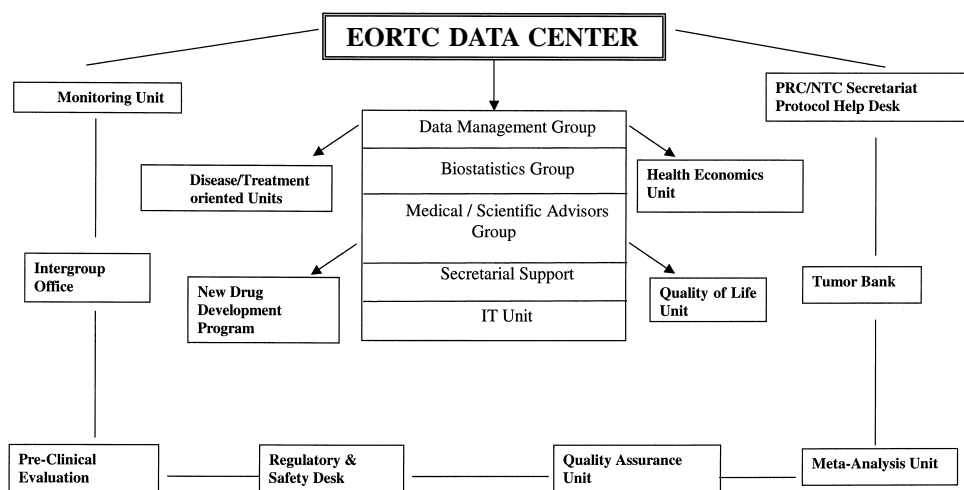 EORTC DATA CENTER
Monitoring Unit
PRC/NTC Secretariat
Protocol Help Desk
Data Management Group
Biostatistics Group
Medical / Scientific Advisors
Group
Secretarial Support
IT Unit
Disease/Treatment
oriented Units
Health Economics
Unit
Intergroup
Office
New Drug
Development
Program
Quality of Life
Unit
Tumor Bank
Pre-Clinical
Evaluation
Regulatory &
Safety Desk
Quality Assurance
Unit
Meta-Analysis Unit